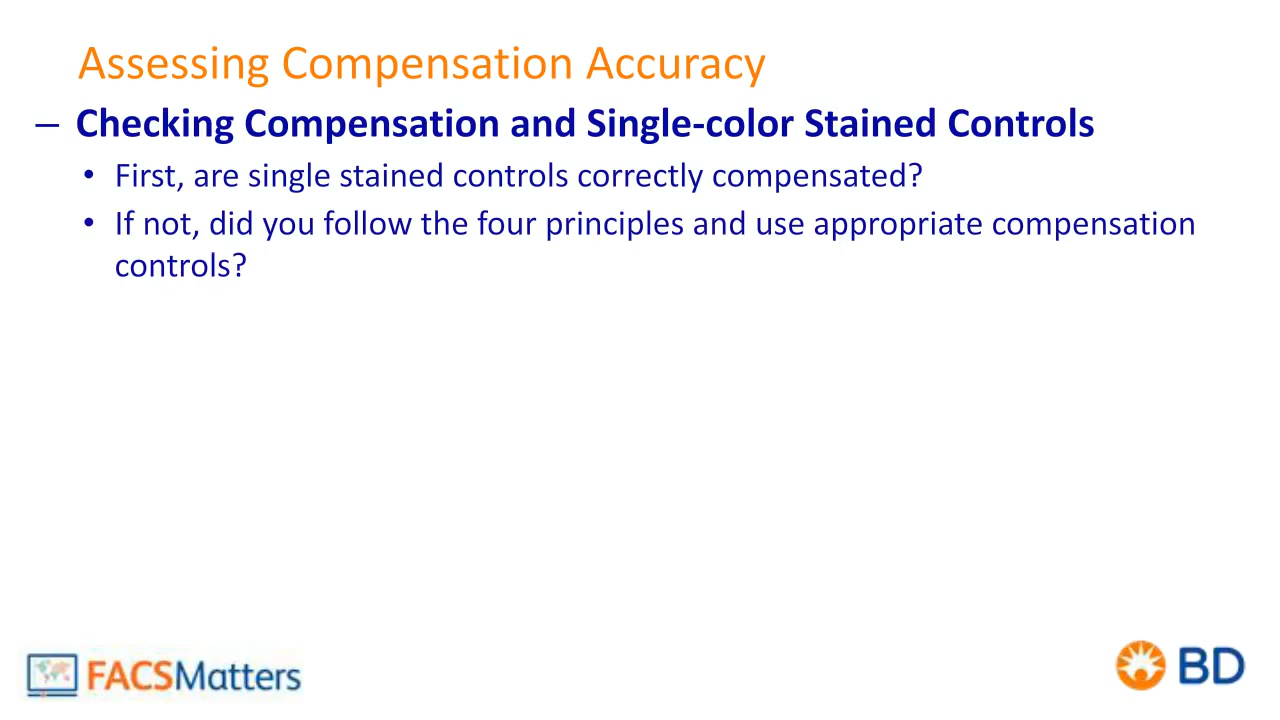 Assessing Compensation Accuracy
– Checking Compensation and Single-color Stained Controls
• First, are single stained controls correctly compensated?
• If not, did you follow the four principles and use appropriate compensation
controls?
FACSMatters
BD